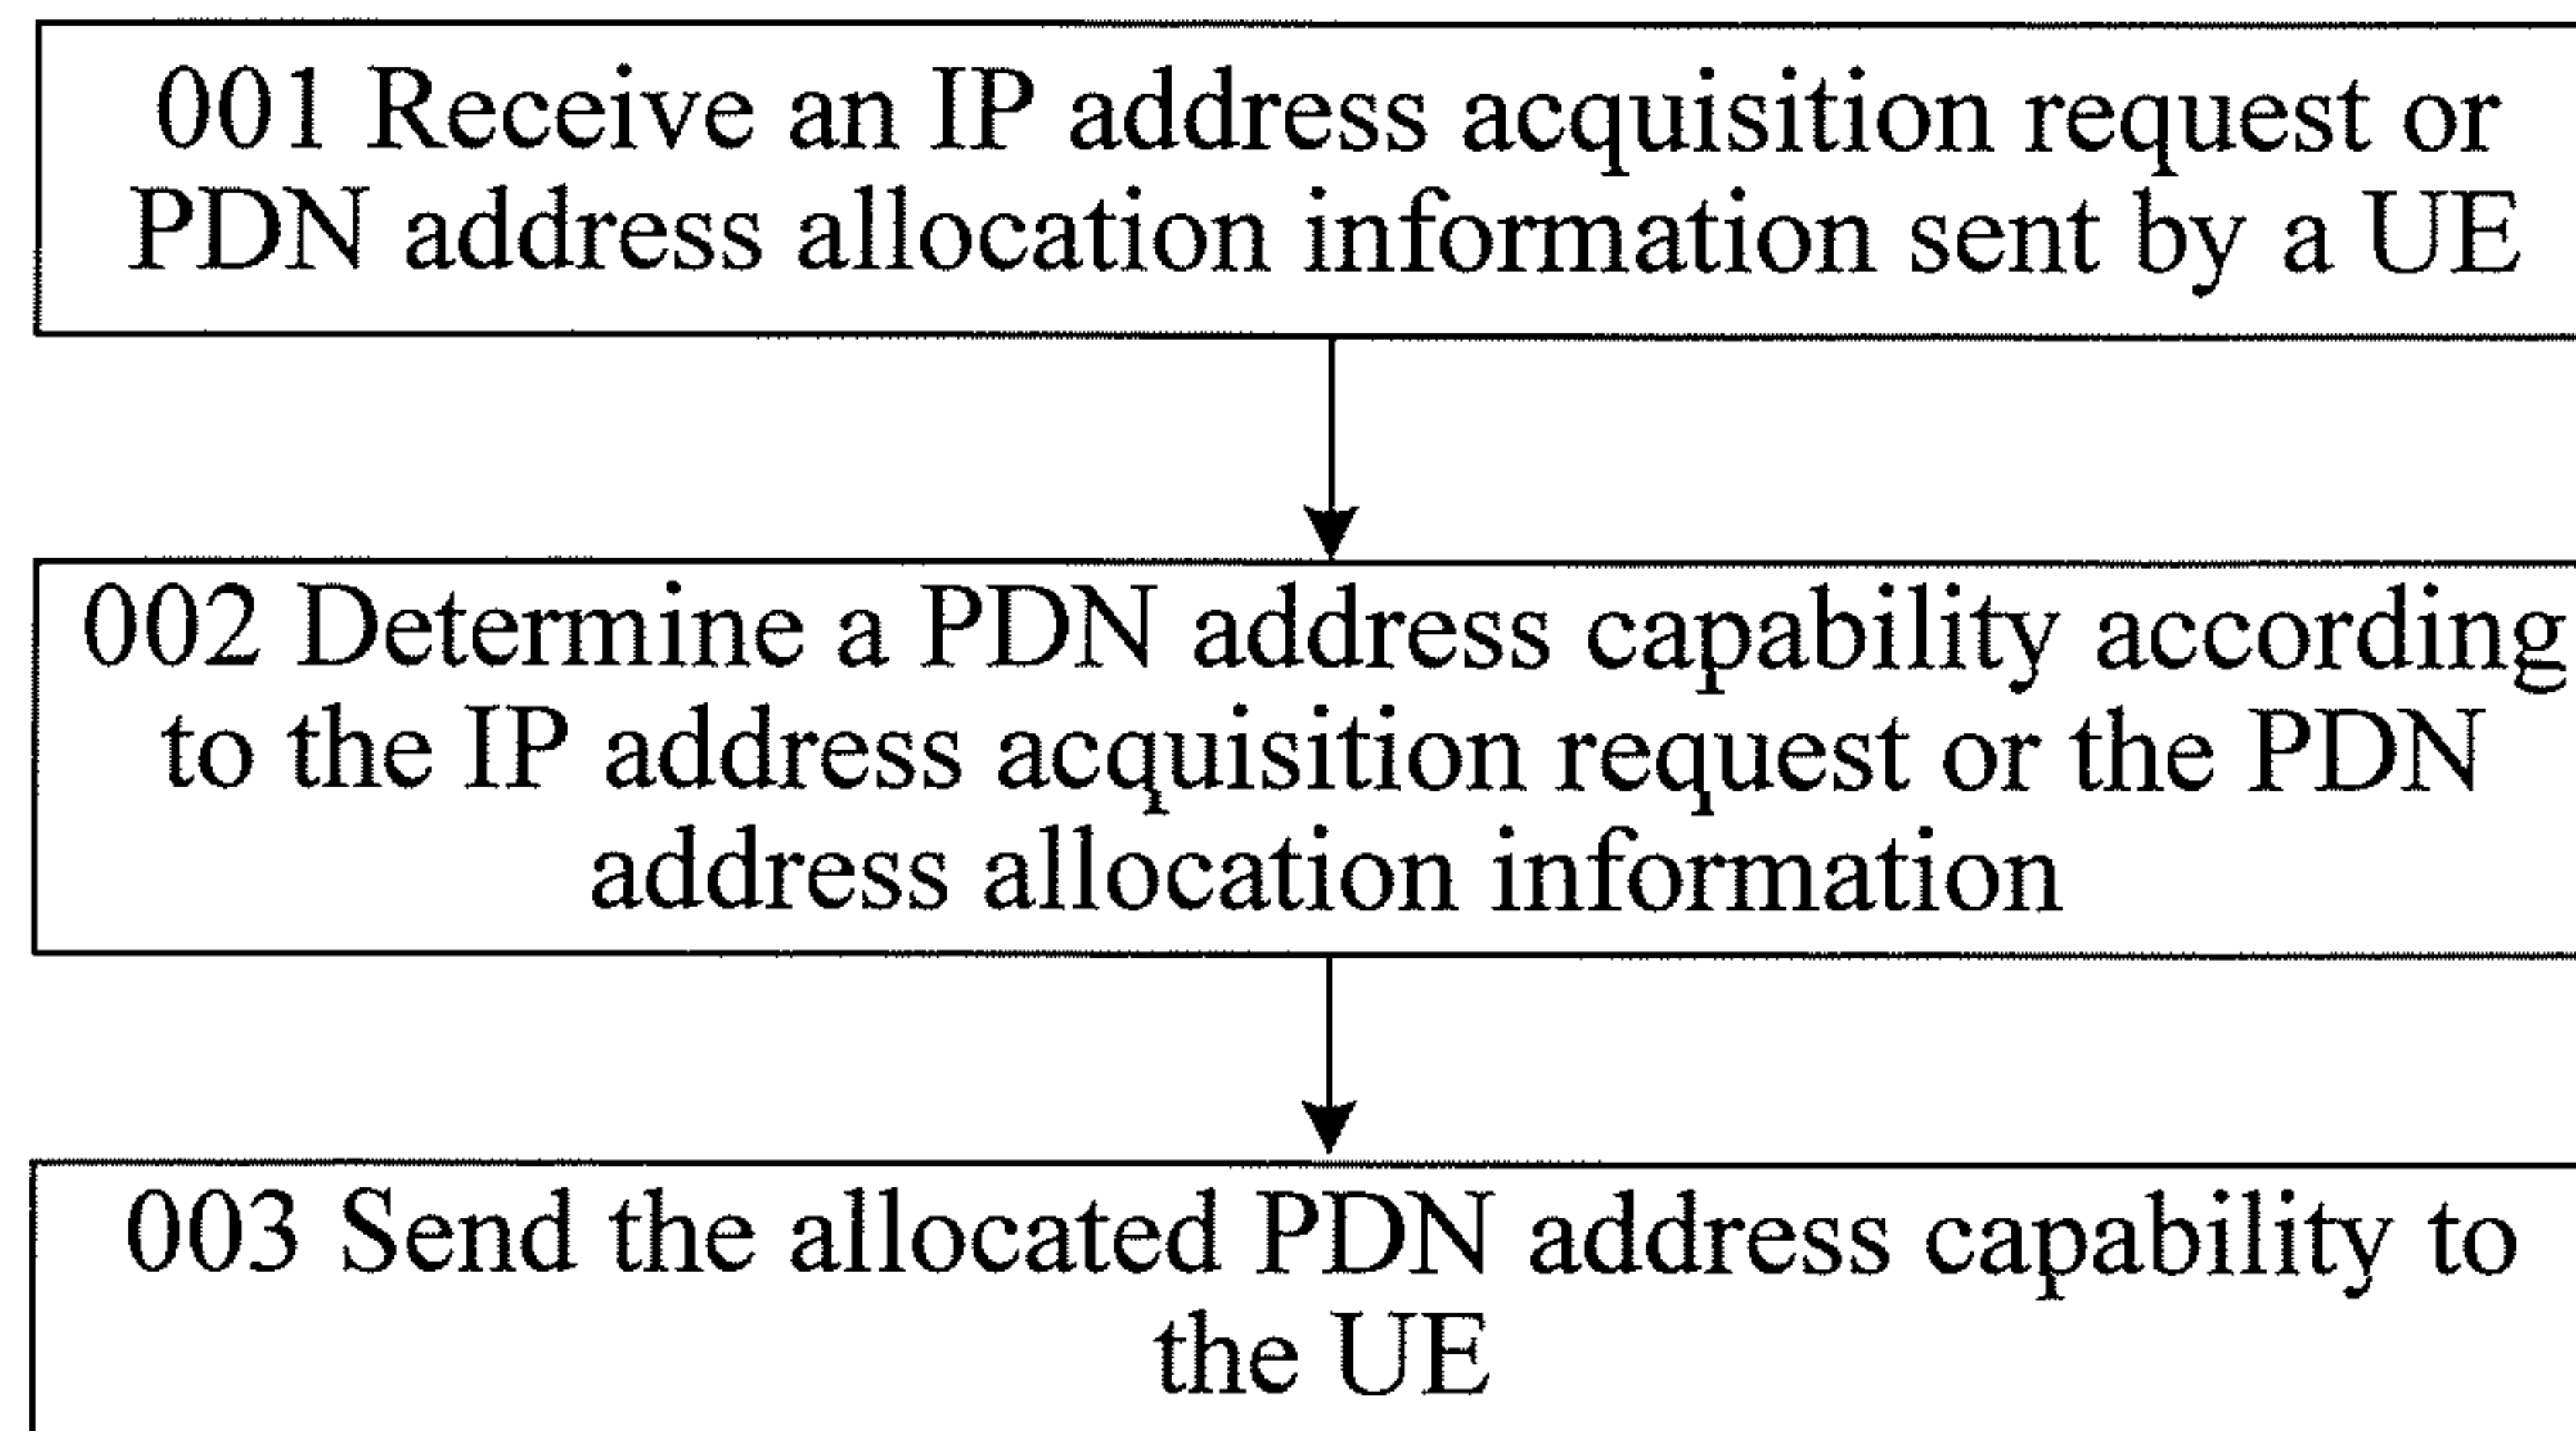 001 Receive an IP address acquisition request or
PDN address allocation information sent by a UE
002 Determine a PDN address capability according
to the IP address acquisition request or the PDN
address allocation information
003 Send the allocated PDN address capability to
the UE